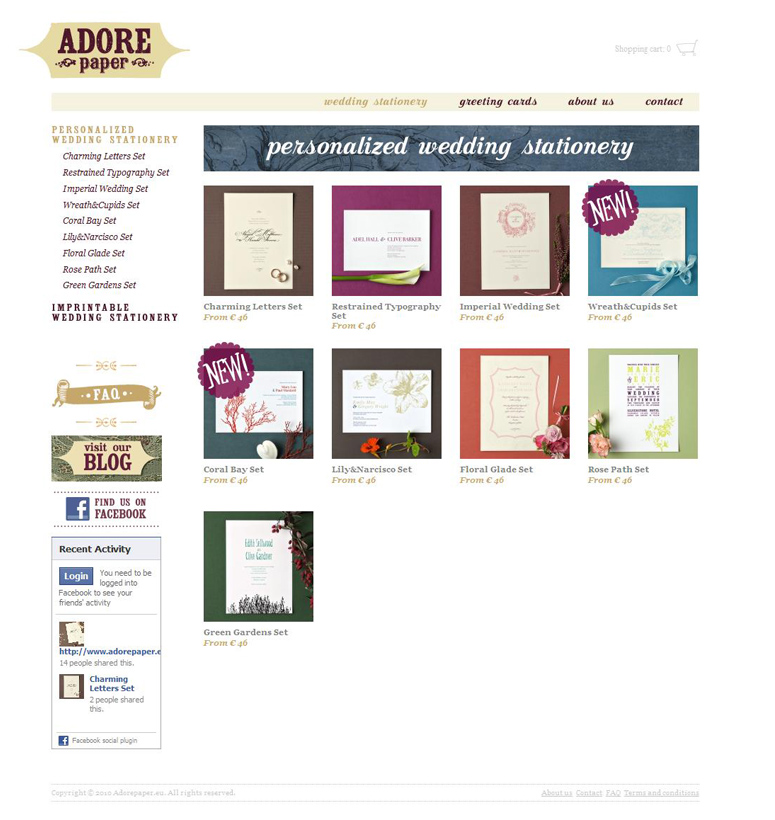 ADORE
paper
Shopping cart: 0
wedding stationery greeting cards about us contact
PERSONALIZED
WEDDING STATIONERY
Charming Letters Set
Restrained Typography Set
Imperial Wedding Set
Wreath&Cupids Set
Coral Bay Set
Lily&Narcisco Set
Floral Glade Set
Rose Path Set
Green Gardens Set
IMPRINTABLE
WEDDING STATIONERY
personalized wedding stationery
ADEL HALL & CLIVE BARKER
NEW!
Charming Letters Set
From € 46
Restrained Typography
Set
From € 46
Imperial Wedding Set
From € 46
Wreath&Cupids Set
From € 46
NEW!
MARIE
& ERIC
WEDDING
SEPTEMBER
Coral Bay Set
From € 46
Lily&Narcisco Set
From € 46
Floral Glade Set
From € 46
Rose Path Set
From € 46
Edith Sellwood
Clive Gardner
Green Gardens Set
From € 46
FAQ
visit our
BLOG
FIND US ON
FACEBOOK
Recent Activity
Login
You need to be
logged into
Facebook to see your
friends' activity
http://www.adorepaper.e
14 people shared this.
Charming
Letters Set
2 people shared
this.
Facebook social plugin
Copyright © 2010 Adorepaper.eu. All rights reserved.
About us Contact FAQ Terms and conditions